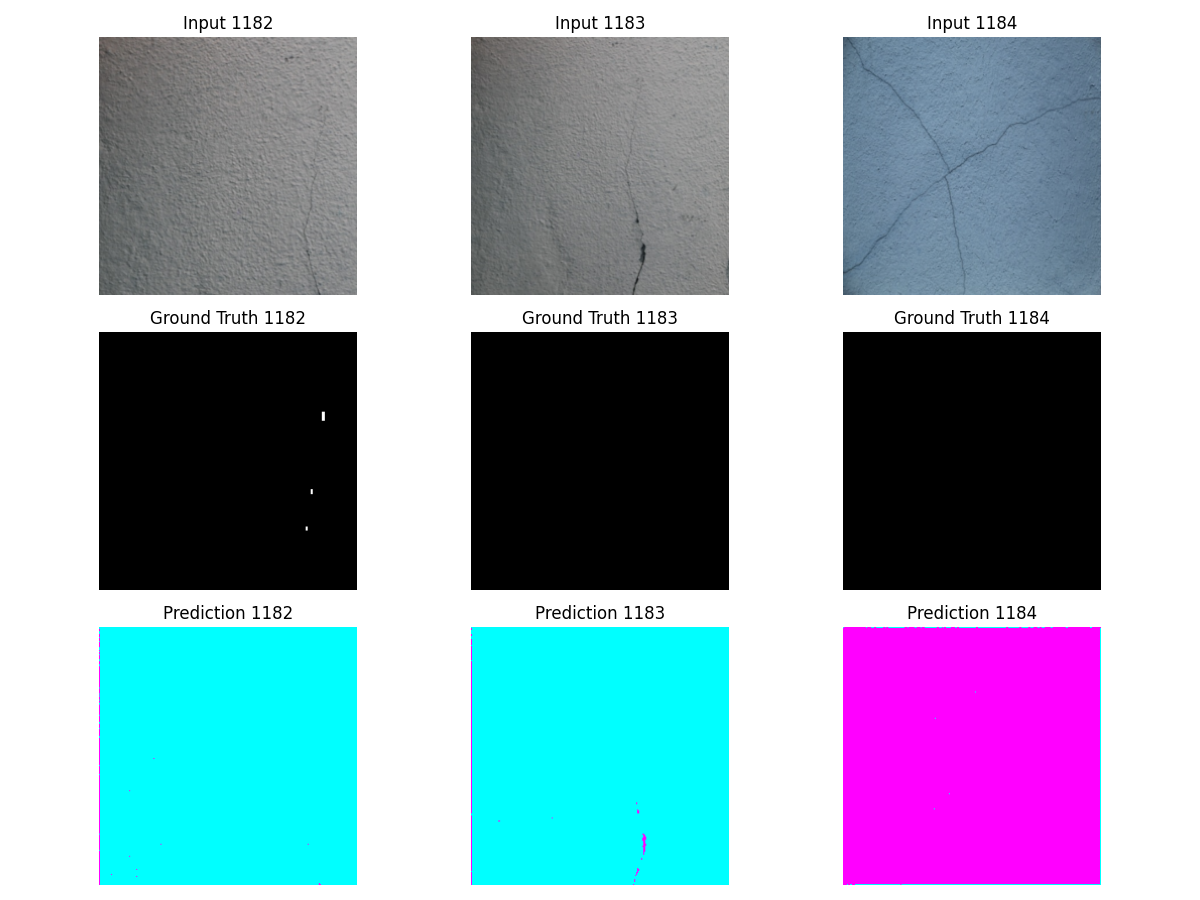 Input 1182
Input 1183
Input 1184
Ground Truth 1182
Ground Truth 1183
Ground Truth 1184
Prediction 1182
Prediction 1183
Prediction 1184